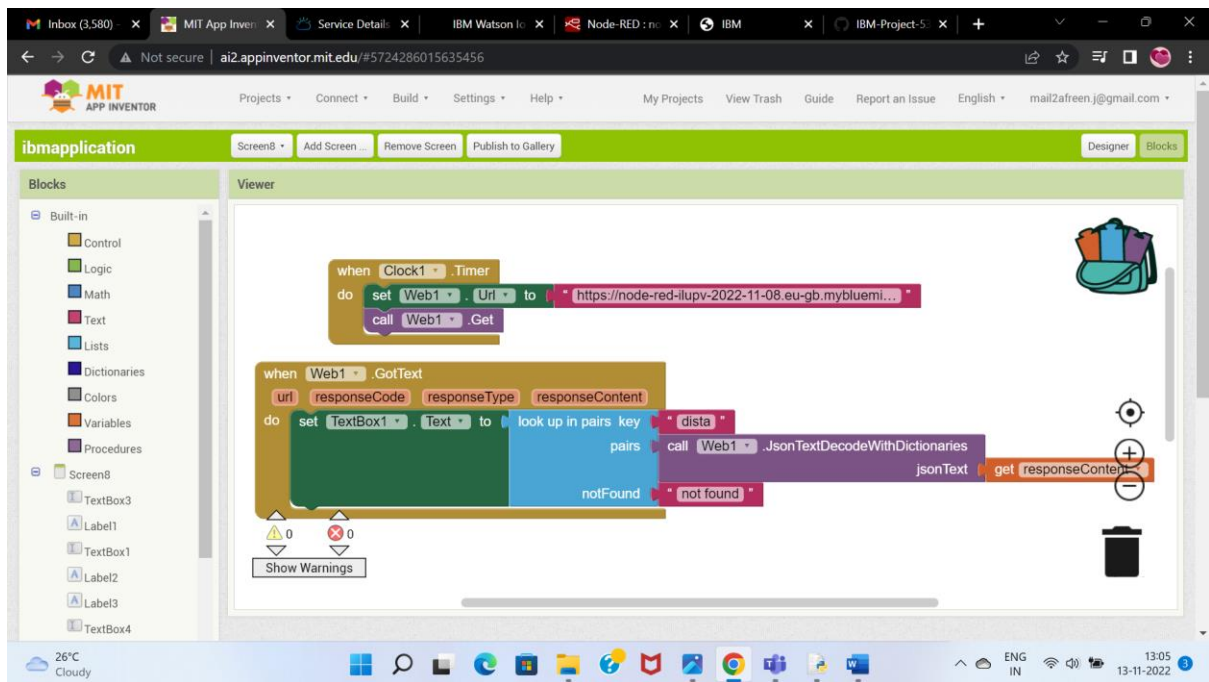 Inbox (3,580) -
MIT App Inven
Service Details
IBM Watson Io
Node-RED : no
IBM
IBM-Project-53
Not secure | ai2.appinventor.mit.edu/#5724286015635456
MIT
APP INVENTOR
Projects Connect Build Settings Help My Projects View Trash Guide Report an Issue English mail2afreen.j@gmail.com
ibmapplication Screen8 Add Screen ... Remove Screen Publish to Gallery Designer Blocks
Blocks
Viewer
Built-in
Control
Logic
Math
Text
Lists
Dictionaries
Colors
Variables
Procedures
Screen8
TextBox3
Label1
TextBox1
Label2
Label3
TextBox4
when Clock1 .Timer
do set Web1 . Url to " https://node-red-ilupv-2022-11-08.eu-gb.mybluemi... "
call Web1 .Get
when Web1 .GotText
url responseCode responseType responseContent
do set TextBox1 . Text to look up in pairs key " dista "
pairs call Web1 .JsonTextDecodeWithDictionaries
jsonText get responseContent
notFound " not found "
0 0
Show Warnings
26°C
Cloudy
ENG
IN
13:05
13-11-2022
3